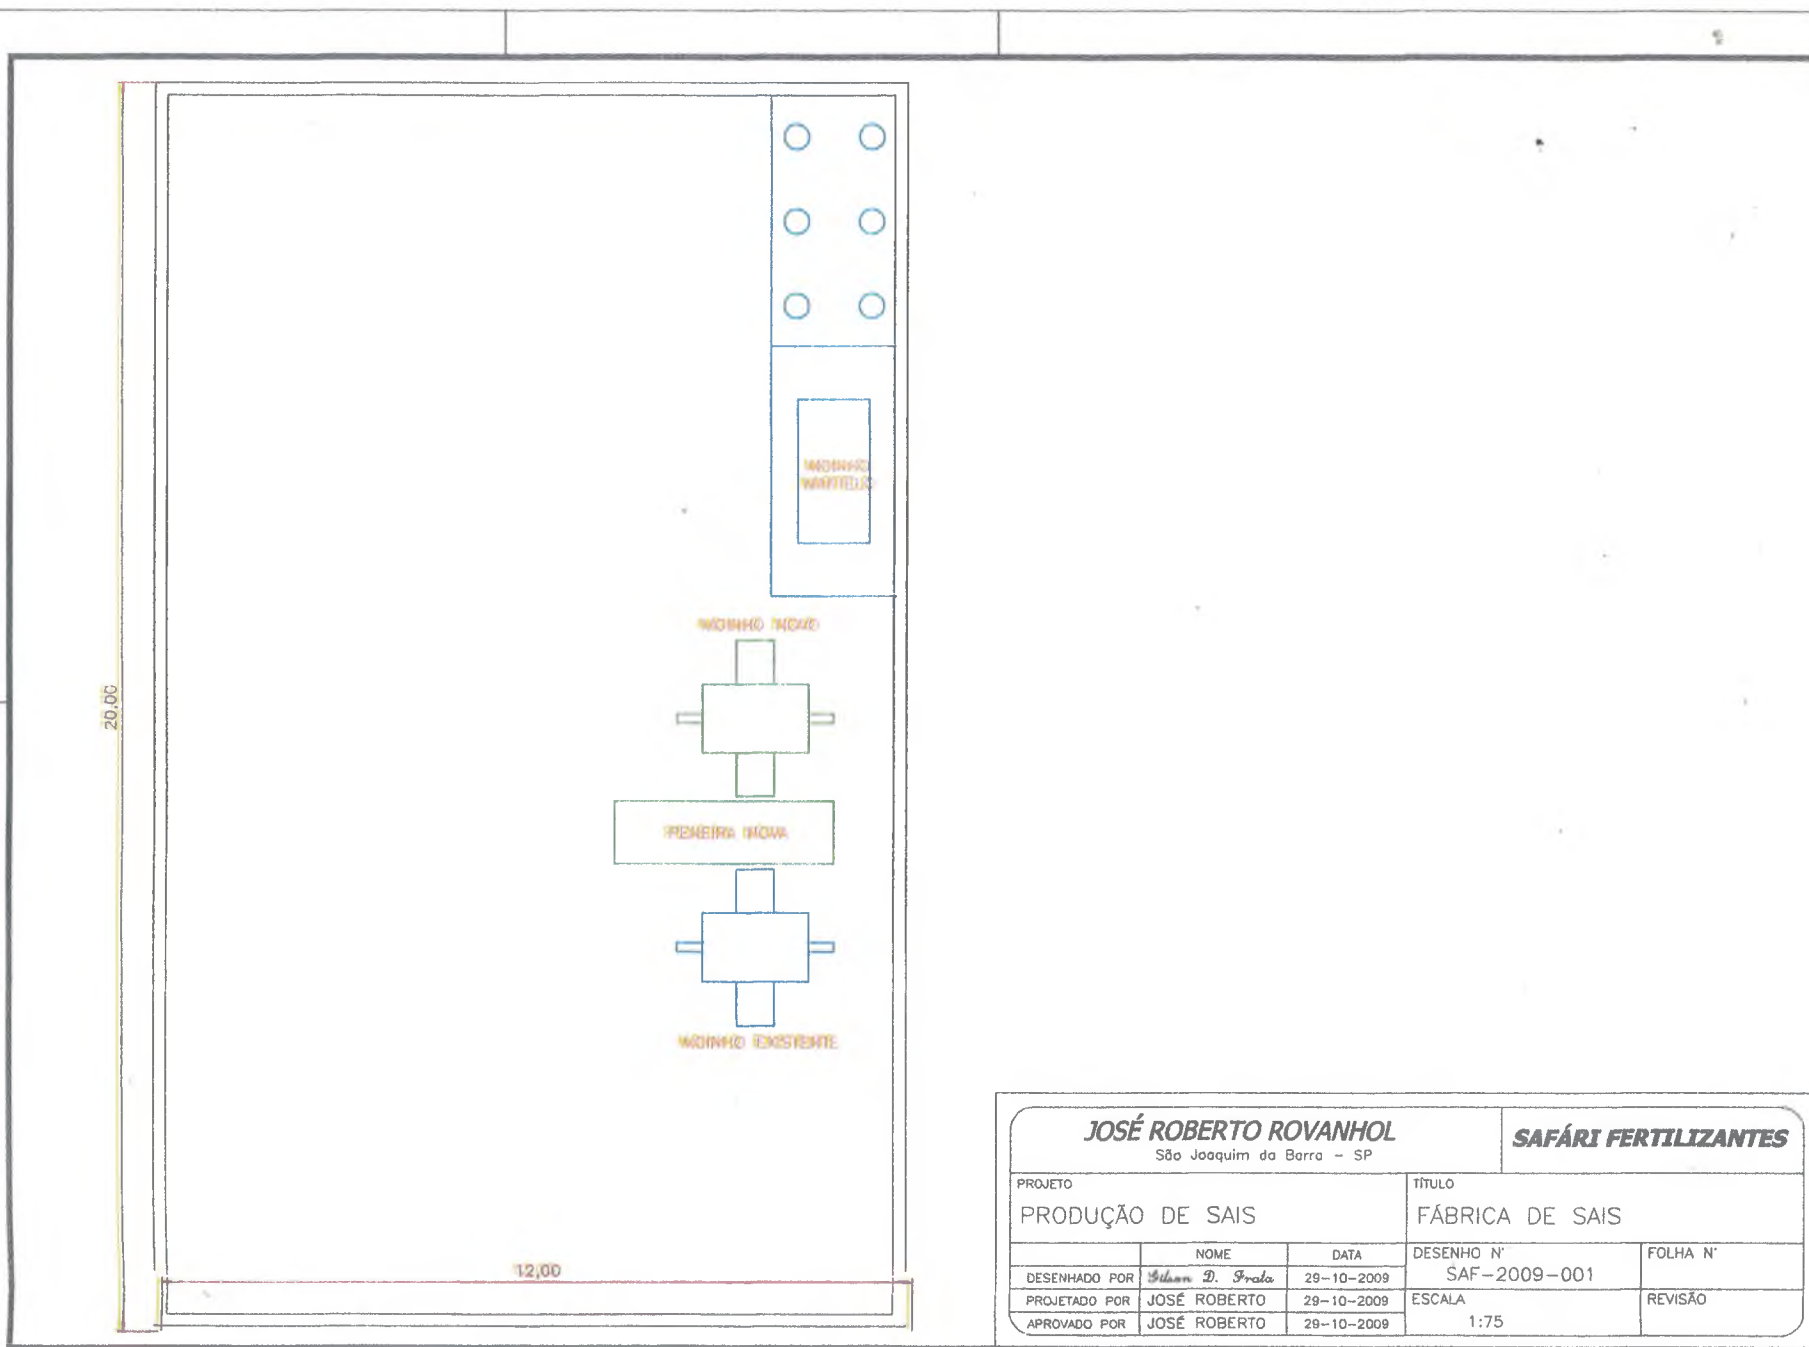 MOINHO
MARTELO
MOINHO NOVO
20,00
PENEIRA NOVA
MOINHO EXISTENTE
12,00
JOSÉ ROBERTO ROVANHOL
São Joaquim da Barra - SP
SAFÁRI FERTILIZANTES
PROJETO
PRODUÇÃO DE SAIS
TÍTULO
FÁBRICA DE SAIS
NOME DATA
DESENHADO POR Gilson D. Prata 29-10-2009
PROJETADO POR JOSÉ ROBERTO 29-10-2009
APROVADO POR JOSÉ ROBERTO 29-10-2009
DESENHO N°
SAF-2009-001
FOLHA N°
ESCALA
1:75
REVISÃO